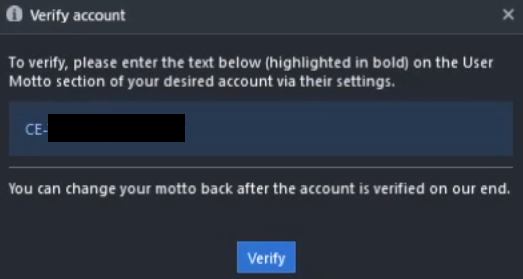 Verify account
To verify, please enter the text below (highlighted in bold) on the User
Motto section of your desired account via their settings.
CE-
You can change your motto back after the account is verified on our end.
Verify